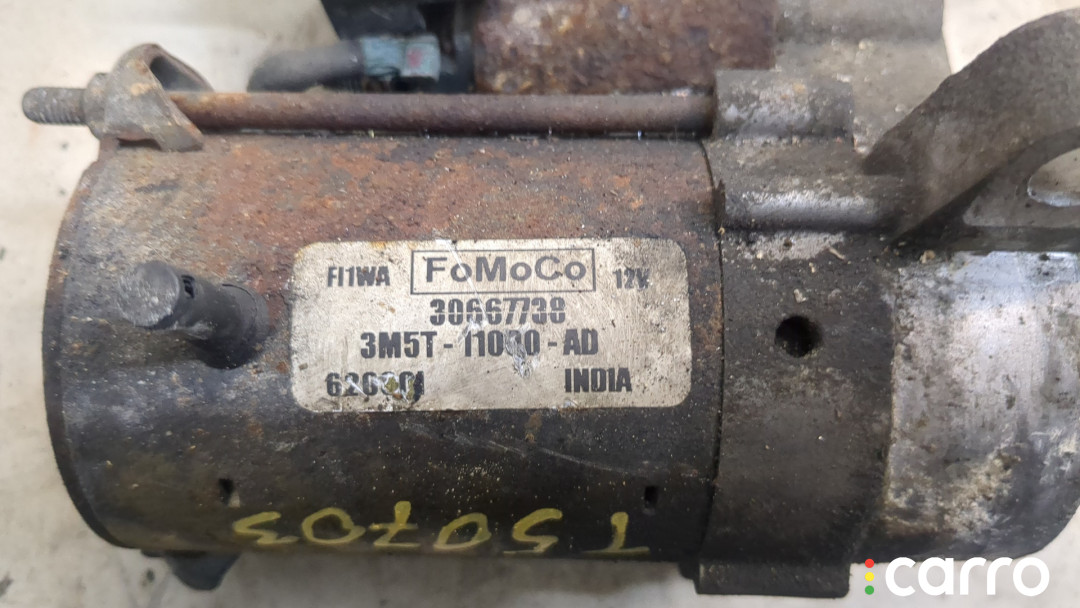 FI1WA FoMoCo 12V
30667738
3M5T-11000-AD
INDIA
T50703
carro